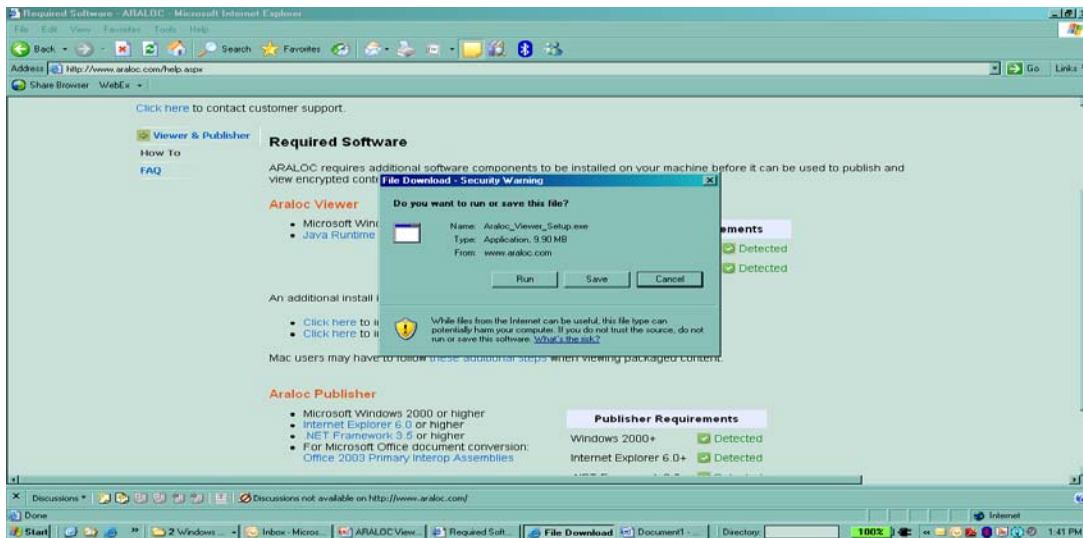 Required Software - ARALOC - Microsoft Internet Explorer
File Edit View Favorites Tools Help
Back Search Favorites
Address http://www.araloc.com/help.aspx Go Links
Share Browser WebEx
Click here to contact customer support.
Viewer & Publisher
How To
FAQ
Required Software
ARALOC requires additional software components to be installed on your machine before it can be used to publish and
view encrypted
Araloc Viewer
Microsoft
Java Runtime
ements
Detected
Detected
File Download - Security Warning
Do you want to run or save this file?
Name: Araloc_Viewer_Setup.exe
Type: Application, 9.90 MB
From: www.araloc.com
Run Save Cancel
While files from the Internet can be useful, this file type can
potentially harm your computer. If you do not trust the source, do not
run or save this software. What's the risk?
An additional install
Click here to
Click here to
Mac users may have to follow these additional steps when viewing packaged content.
Araloc Publisher
Microsoft Windows 2000 or higher
Internet Explorer 6.0 or higher
.NET Framework 3.5 or higher
For Microsoft Office document conversion:
Office 2003 Primary Interop Assemblies
Publisher Requirements
Windows 2000+ Detected
Internet Explorer 6.0+ Detected
Discussions Discussions not available on http://www.araloc.com/
Done Internet
Start 2 Windows ... Inbox - Micros... ARALOC View... Required Soft... File Download Document1 - ... Directory: 100% 1:41 PM